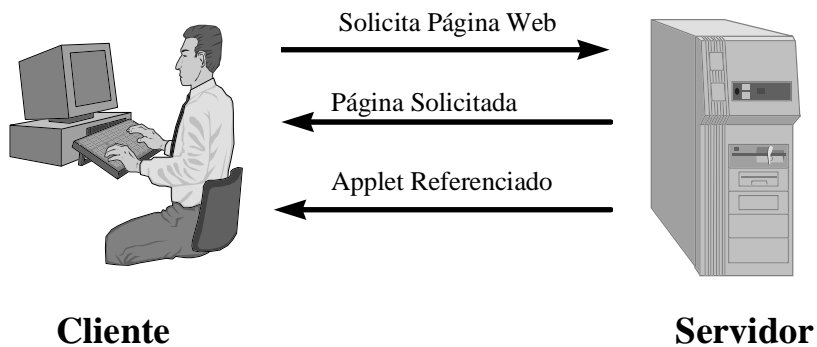 Solicita Página Web
Página Solicitada
Applet Referenciado
Cliente
Servidor